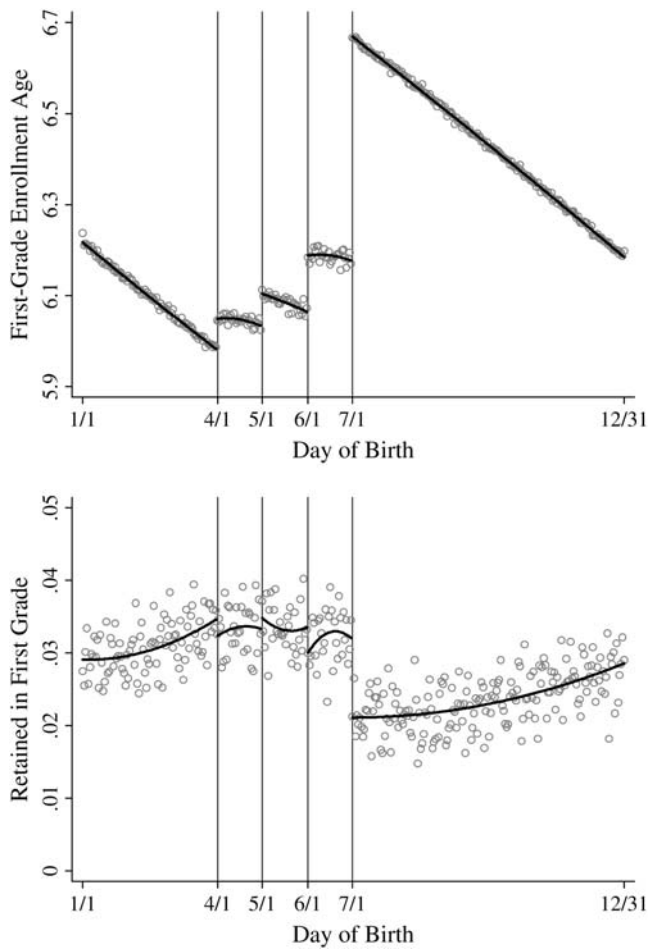 First-Grade Enrollment Age
6.7
6.5
6.3
6.1
5.9
1/1 4/1 5/1 6/1 7/1 12/31
Day of Birth
Retained in First Grade
.05
.04
.03
.02
.01
0
1/1 4/1 5/1 6/1 7/1 12/31
Day of Birth